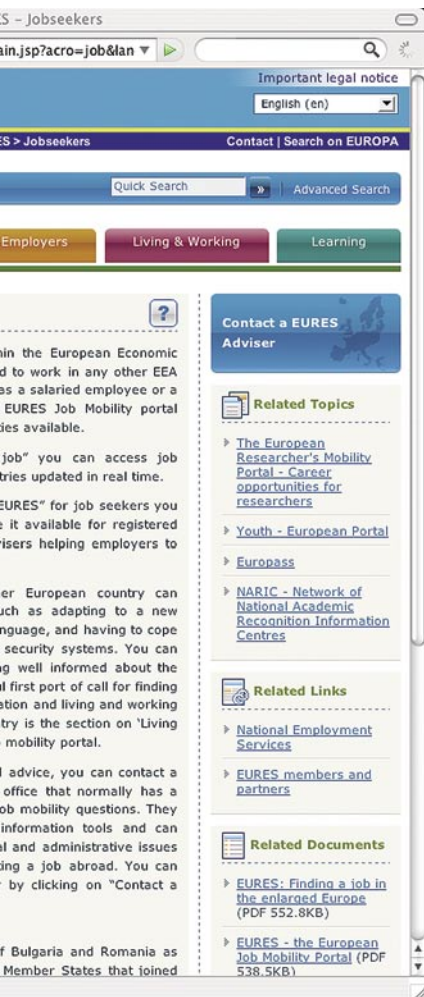 ES – Jobseekers
ain.jsp?acro=job&lan
Important legal notice
English (en)
ES > Jobseekers
Contact | Search on EUROPA
Quick Search
»
Advanced Search
Employers
Living & Working
Learning
?
hin the European Economic
d to work in any other EEA
as a salaried employee or a
EURES Job Mobility portal
ties available.
job" you can access job
tries updated in real time.
EURES" for job seekers you
e it available for registered
visers helping employers to
er European country can
uch as adapting to a new
nguage, and having to cope
security systems. You can
ng well informed about the
l first port of call for finding
ation and living and working
try is the section on 'Living
mobility portal.
l advice, you can contact a
office that normally has a
ob mobility questions. They
information tools and can
al and administrative issues
king a job abroad. You can
r by clicking on "Contact a
f Bulgaria and Romania as
Member States that joined
Contact a EURES
Adviser
Related Topics
The European
Researcher's Mobility
Portal - Career
opportunities for
researchers
Youth - European Portal
Europass
NARIC - Network of
National Academic
Recognition Information
Centres
Related Links
National Employment
Services
EURES members and
partners
Related Documents
EURES: Finding a job in
the enlarged Europe
(PDF 552.8KB)
EURES - the European
Job Mobility Portal (PDF
538.5KB)